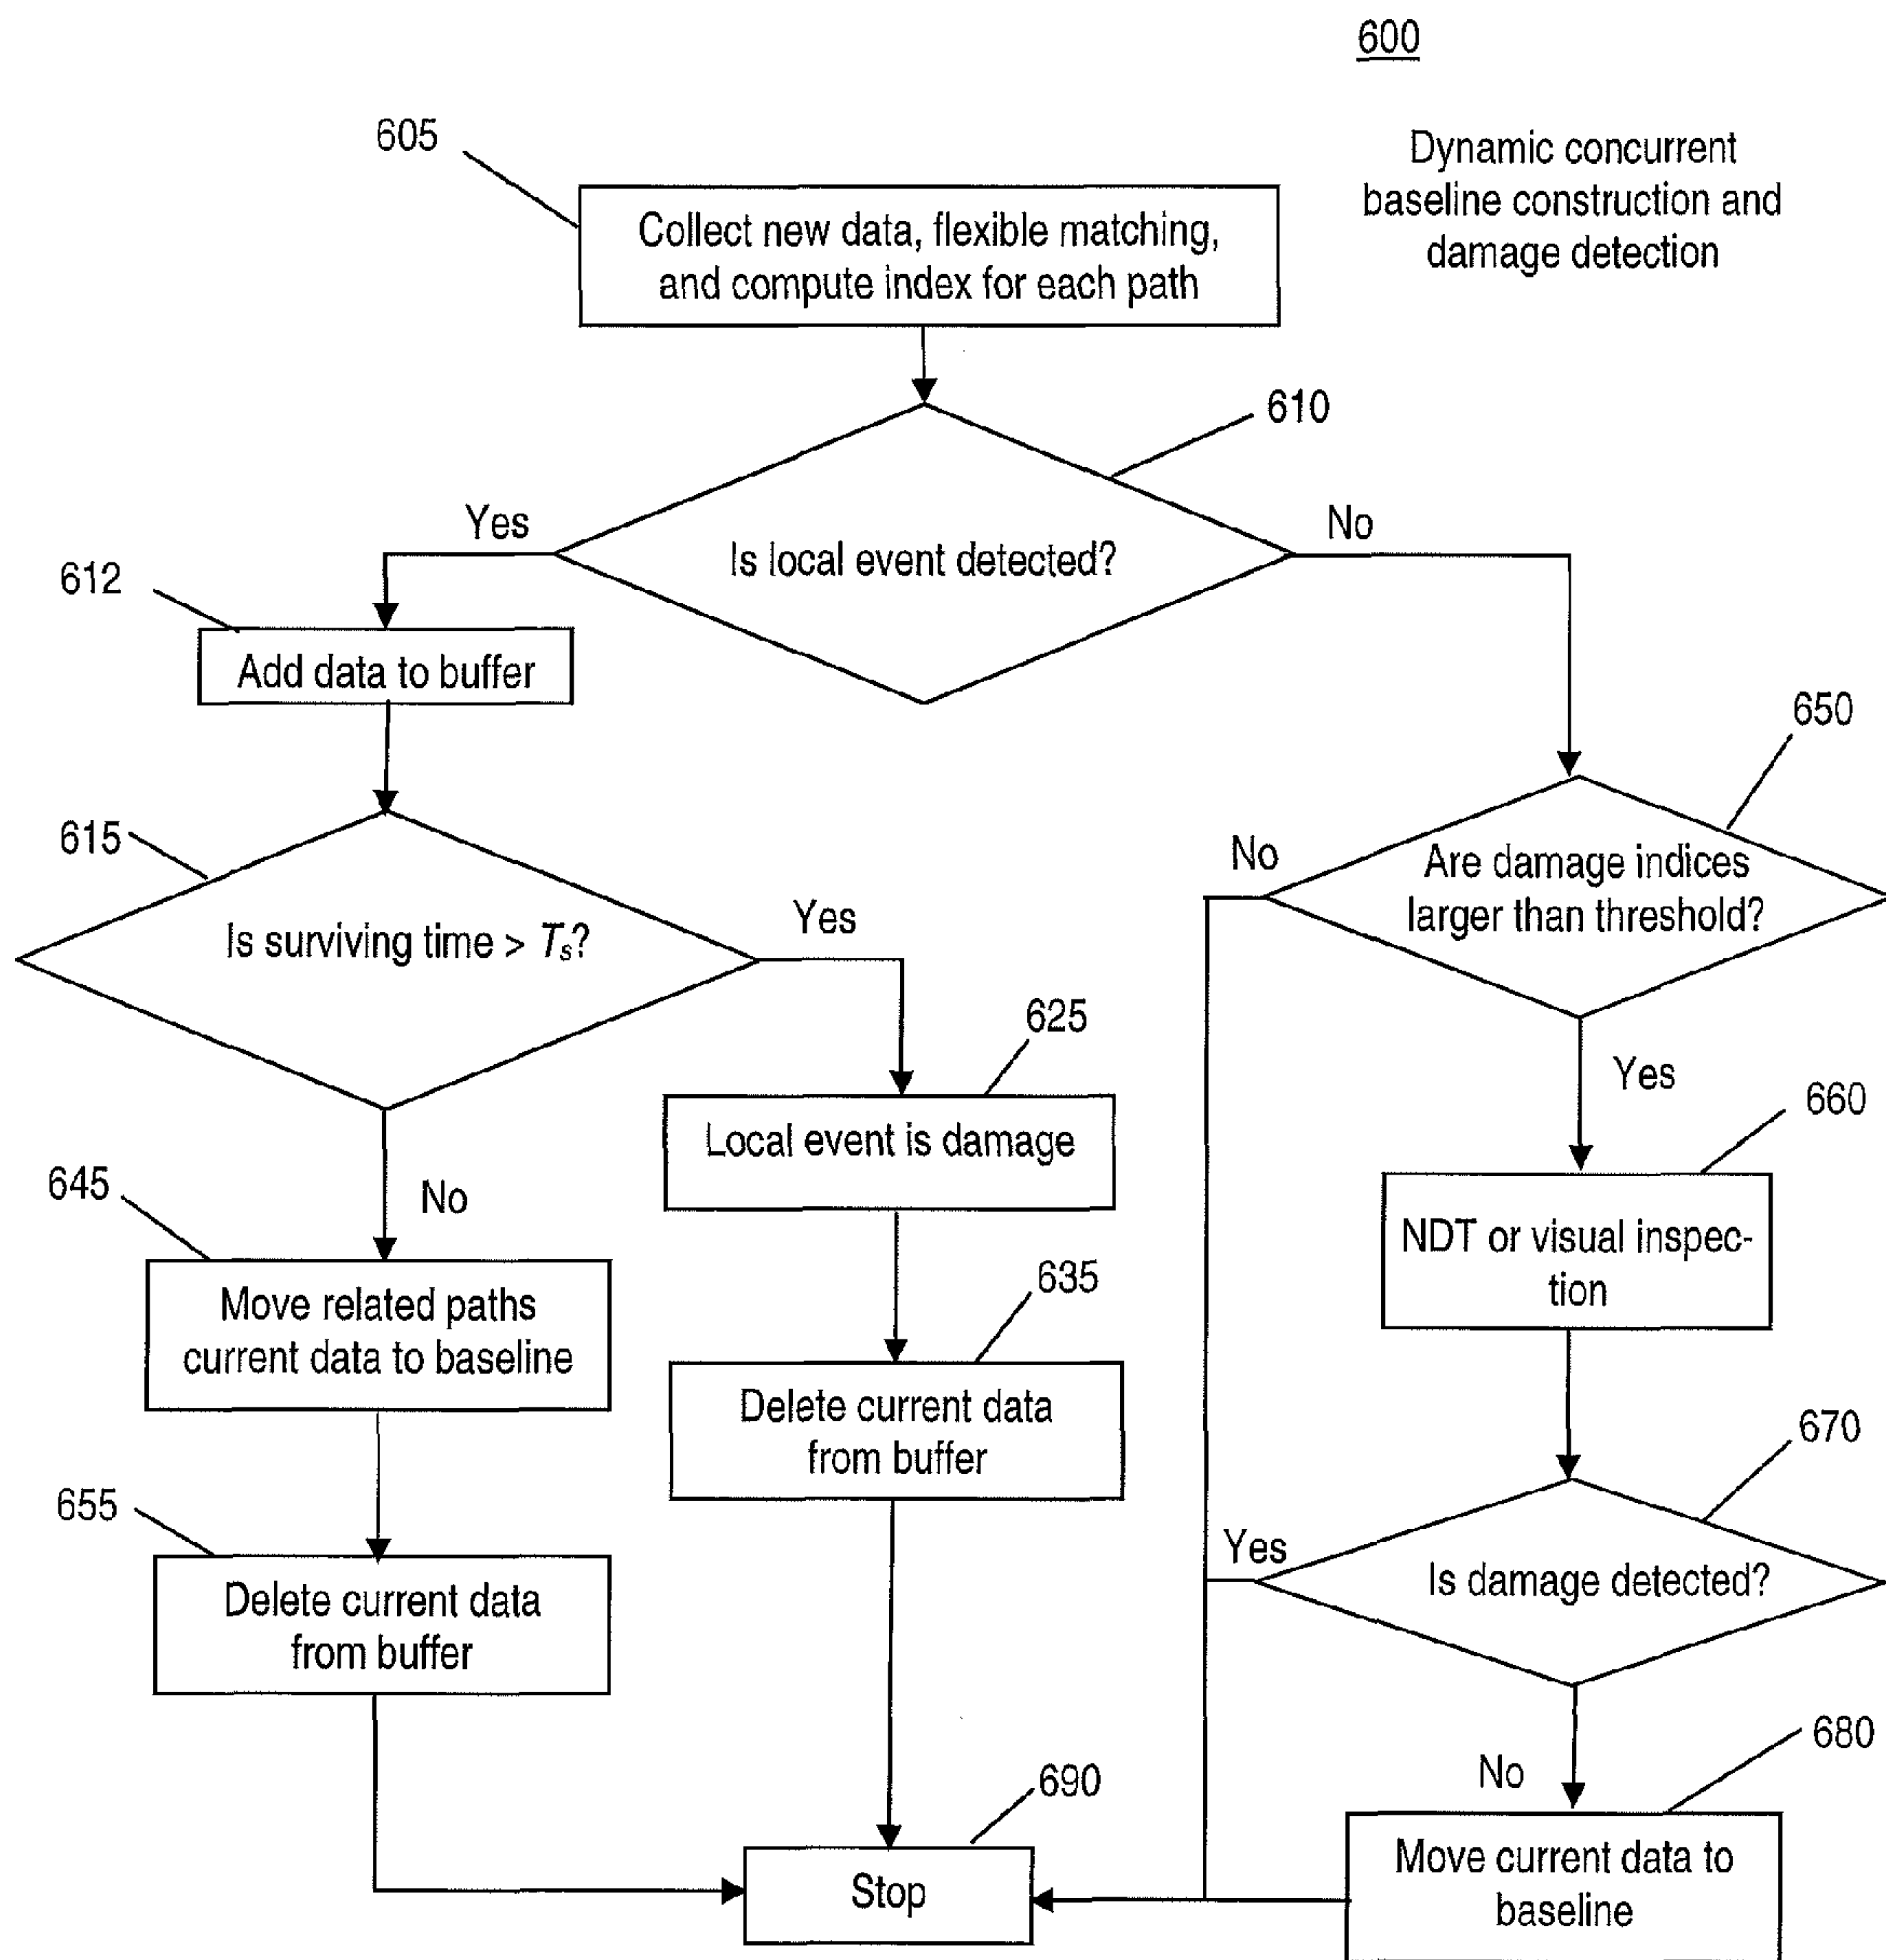 600
Dynamic concurrent
baseline construction and
damage detection
605
Collect new data, flexible matching,
and compute index for each path
610
Is local event detected?
Yes
No
612
Add data to buffer
650
Are damage indices
larger than threshold?
No
Yes
615
Is surviving time > Ts?
Yes
No
625
Local event is damage
660
NDT or visual inspec-
tion
645
Move related paths
current data to baseline
635
Delete current data
from buffer
670
Is damage detected?
Yes
No
655
Delete current data
from buffer
680
Move current data to
baseline
690
Stop